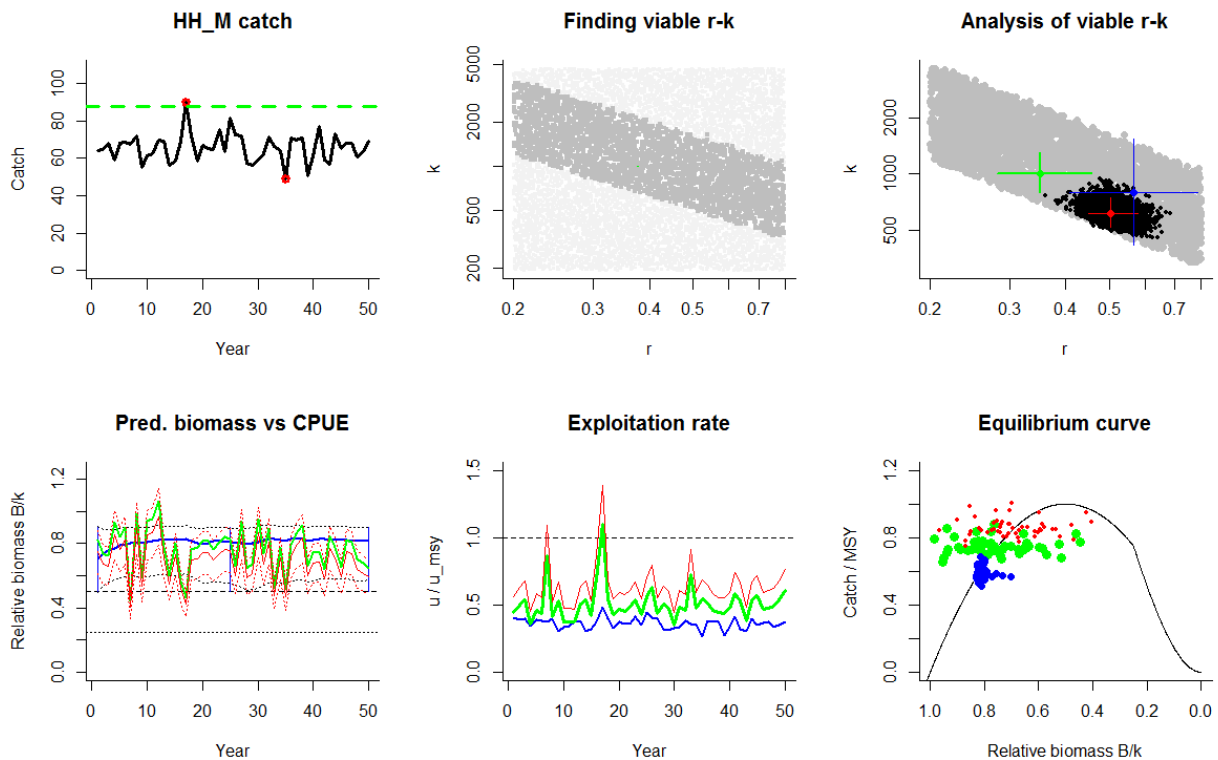 HH_M catch
Catch
0 20 40 60 80 100
0 10 20 30 40 50
Year
Finding viable r-k
k
200 500 1000 2000 5000
0.2 0.3 0.4 0.5 0.7
r
Analysis of viable r-k
k
500 1000 2000
0.2 0.3 0.4 0.5 0.7
r
Pred. biomass vs CPUE
Relative biomass B/k
0.0 0.4 0.8 1.2
0 10 20 30 40 50
Year
Exploitation rate
u / u_msy
0.0 0.5 1.0 1.5
0 10 20 30 40 50
Year
Equilibrium curve
Catch / MSY
0.0 0.4 0.8 1.2
1.0 0.8 0.6 0.4 0.2 0.0
Relative biomass B/k